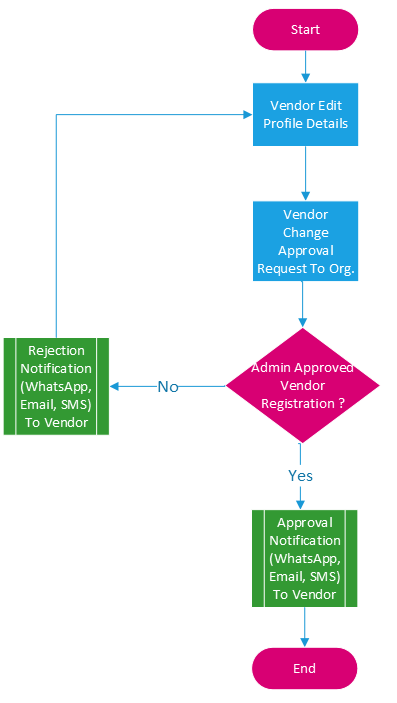 Start
Vendor Edit
Profile Details
Vendor
Change
Approval
Request To Org.
Admin Approved
Vendor
Registration ?
No
Rejection
Notification
(WhatsApp,
Email, SMS)
To Vendor
Yes
Approval
Notification
(WhatsApp,
Email, SMS)
To Vendor
End